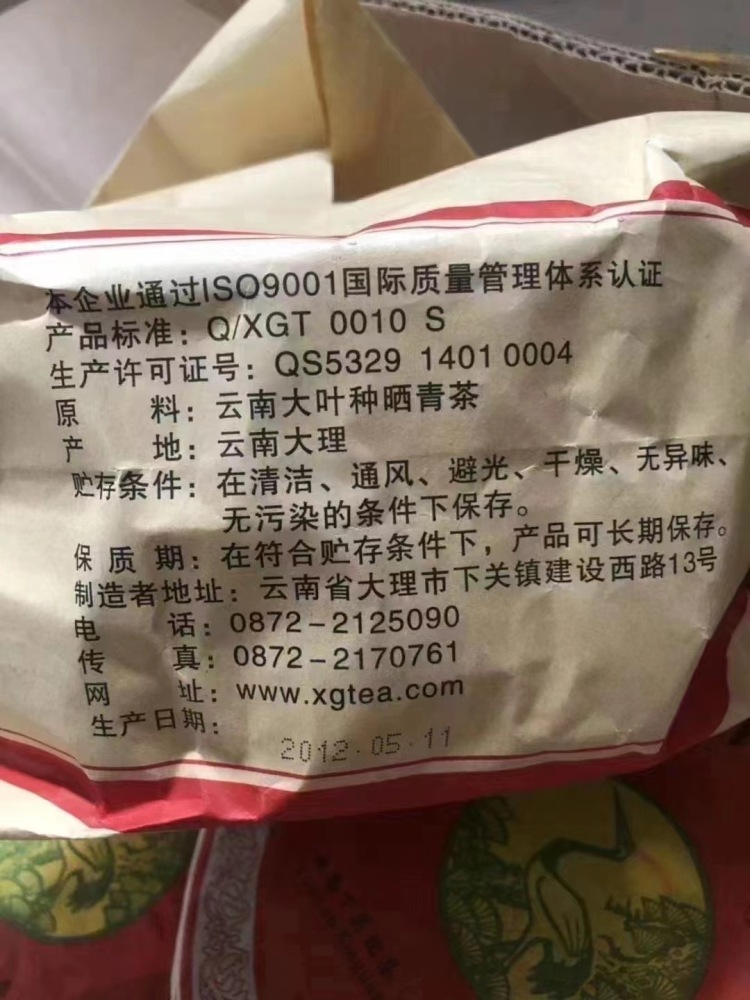 本企业通过ISO9001国际质量管理体系认证
产品标准：Q/XGT 0010 S
生产许可证号：QS5329 1401 0004
原 料：云南大叶种晒青茶
产 地：云南大理
贮存条件：在清洁、通风、避光、干燥、无异味、
无污染的条件下保存。
保 质 期：在符合贮存条件下，产品可长期保存。
制造者地址：云南省大理市下关镇建设西路13号
电 话：0872-2125090
传 真：0872-2170761
网 址：www.xgtea.com
生产日期：
2012.05.11